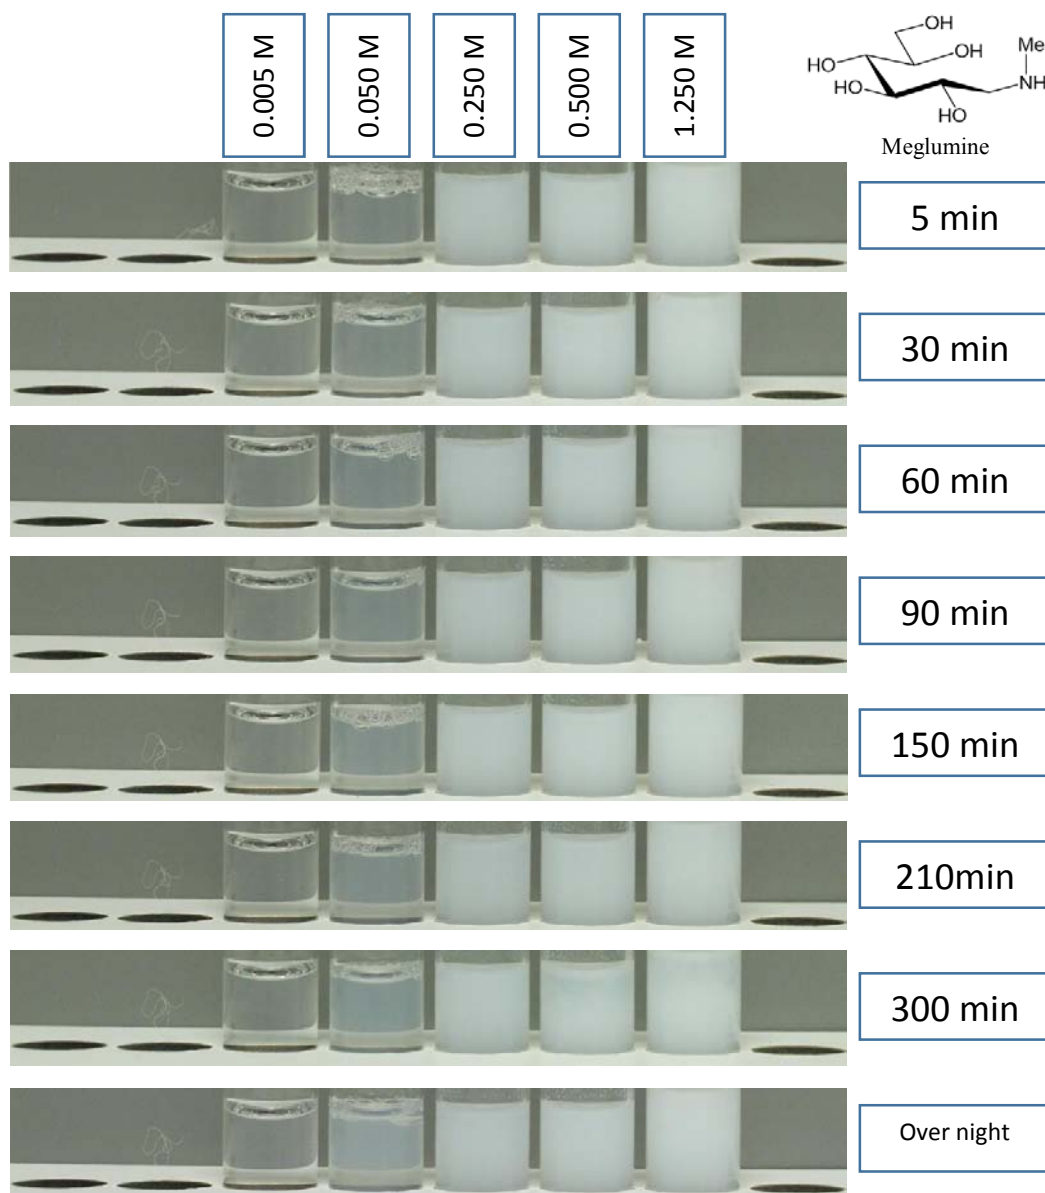 0.005 M
0.050 M
0.250 M
0.500 M
1.250 M
OH
HO
OH
Me
HO
NH
HO
Meglumine
5 min
30 min
60 min
90 min
150 min
210min
300 min
Over night